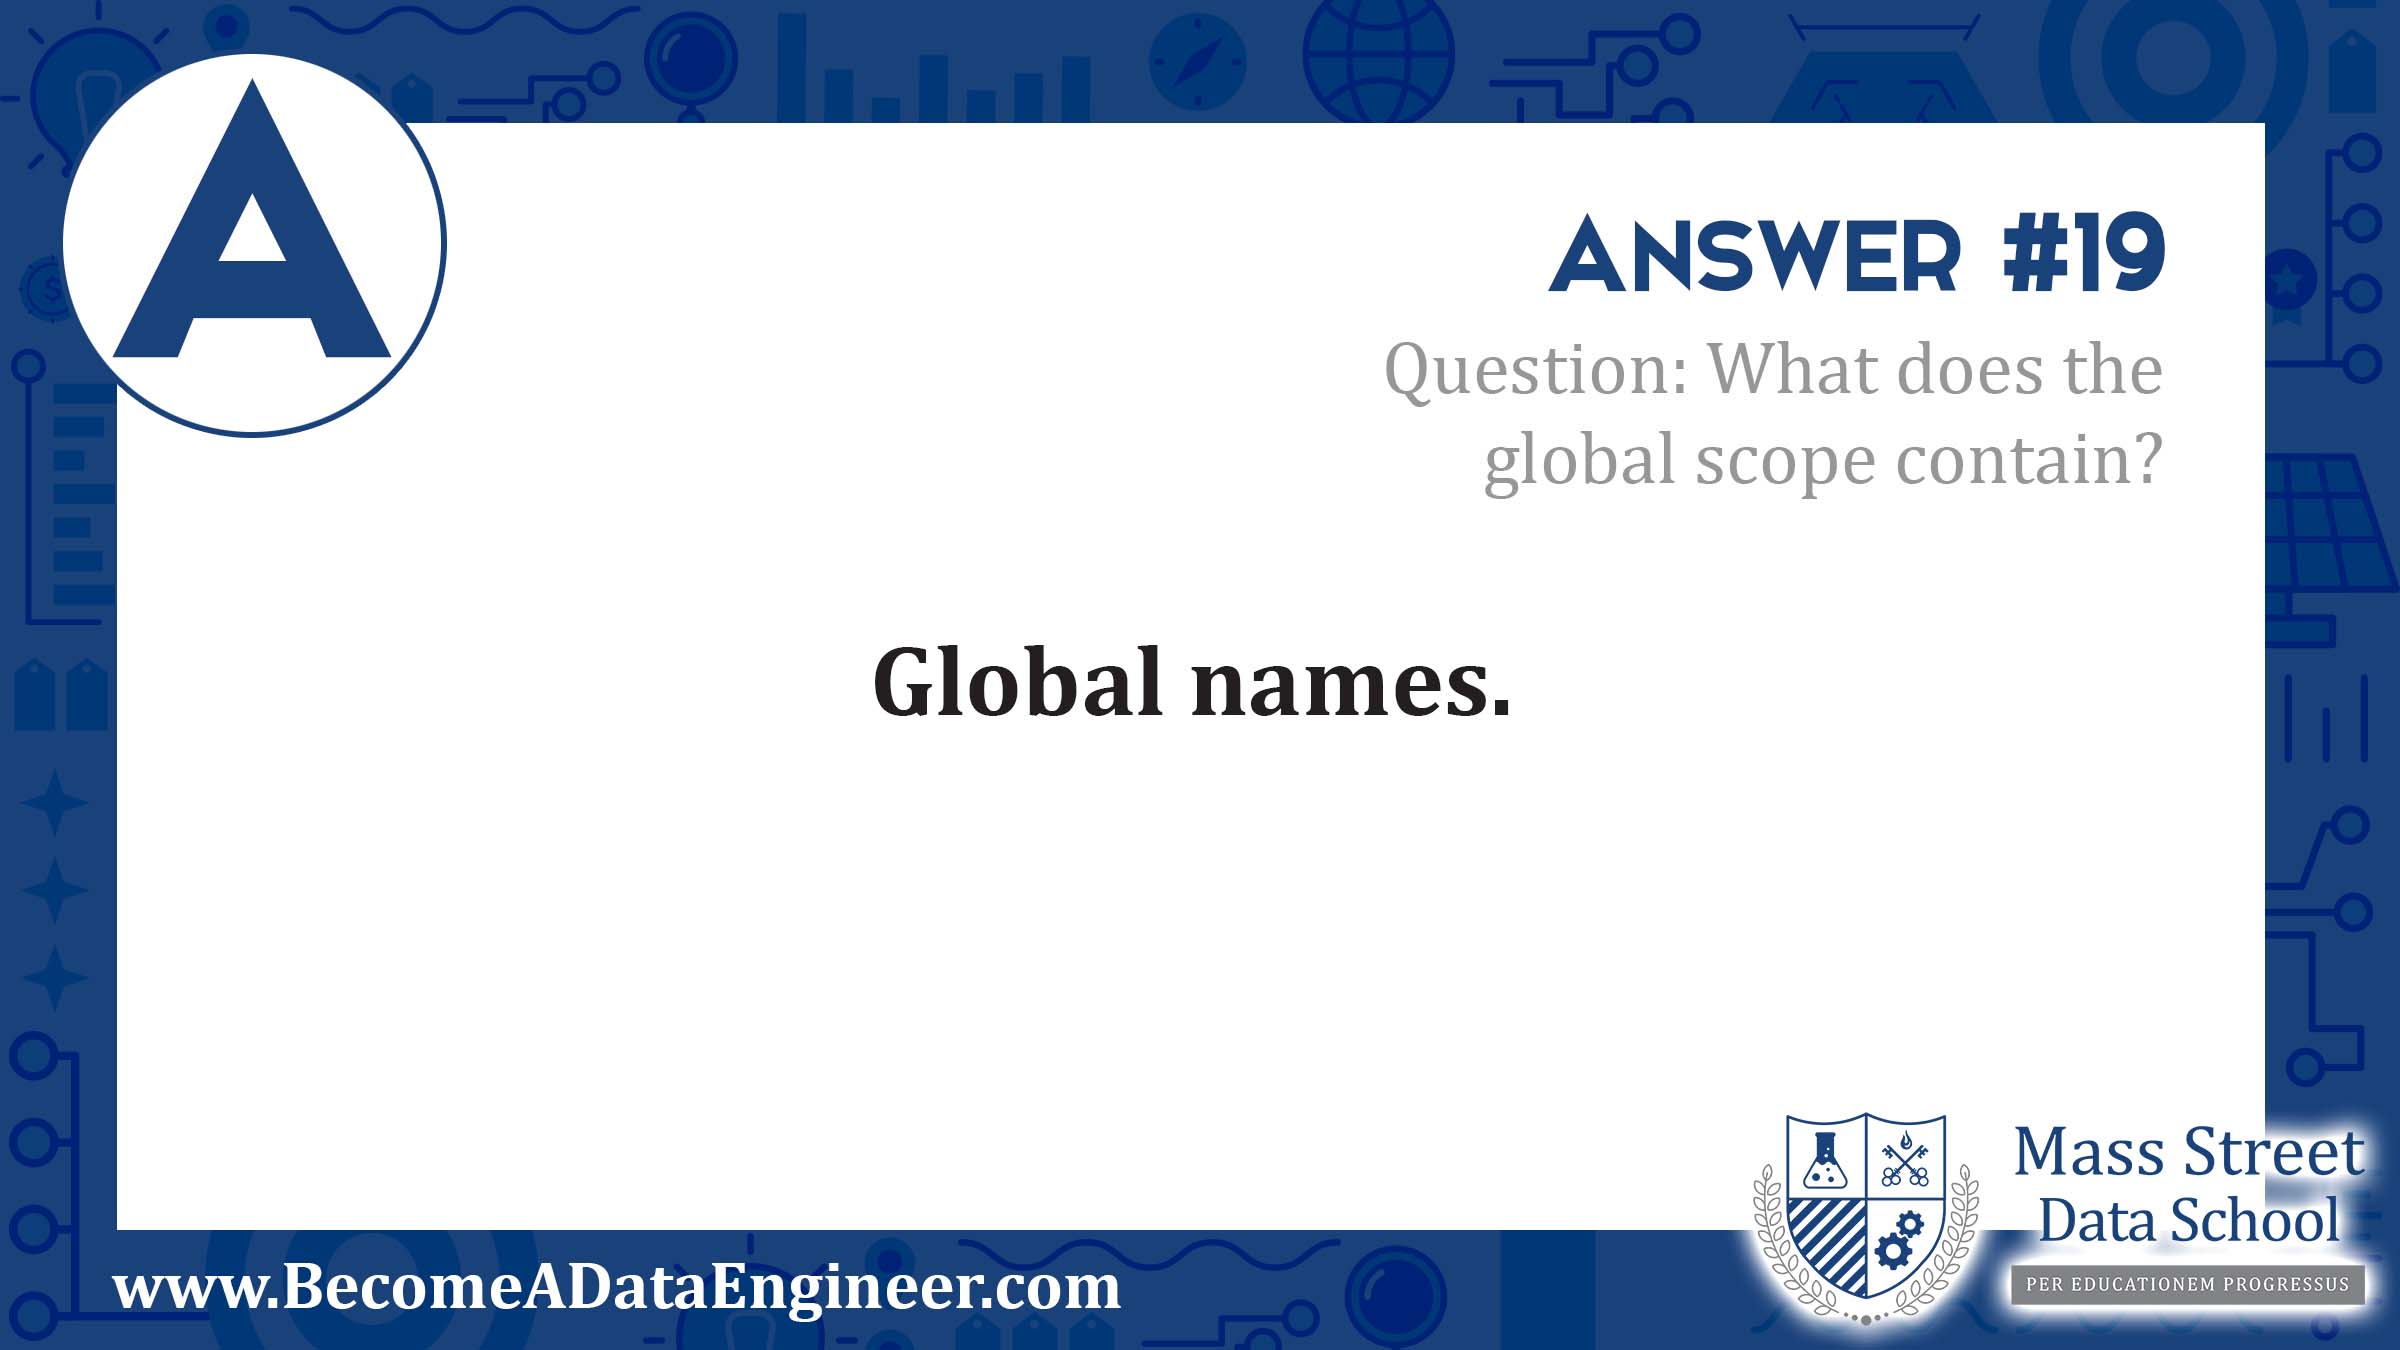 A
ANSWER #19
Question: What does the
global scope contain?
Global names.
www.BecomeADataEngineer.com
Mass Street
Data School
PER EDUCATIONEM PROGRESSUS
$